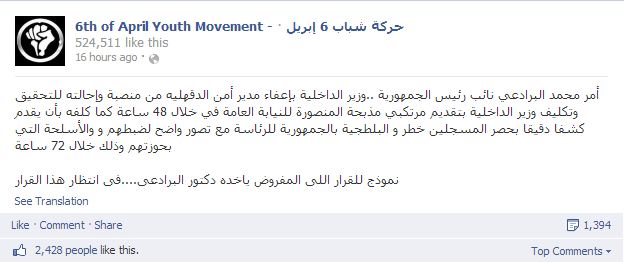 6th of April Youth Movement - حركة شباب 6 إبريل
524,511 like this
16 hours ago ·
أمر محمد البرادعي نائب رئيس الجمهورية ..وزير الداخلية بإعفاء مدير أمن الدقهليه من منصبة وإحالته للتحقيق
وتكليف وزير الداخلية بتقديم مرتكبي مذبحة المنصورة للنيابة العامة في خلال 48 ساعة كما كلفه بأن يقدم
كشفا دقيقا بحصر المسجلين خطر و البلطجية بالجمهورية للرئاسة مع تصور واضح لضبطهم و والأسلحة التي
بحوزتهم وذلك خلال 72 ساعة
نموذج للقرار اللى المفروض ياخده دكتور البرادعى....فى انتظار هذا القرار
See Translation
Like · Comment · Share
1,394
2,428 people like this.
Top Comments